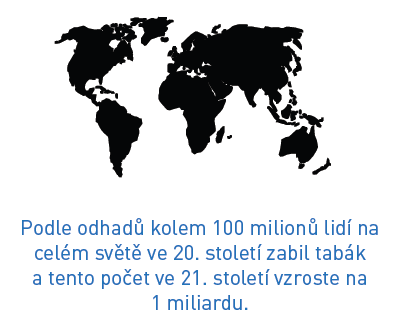 Podle odhadů kolem 100 milionů lidí na
celém světě ve 20. století zabil tabák
a tento počet ve 21. století vzroste na
1 miliardu.